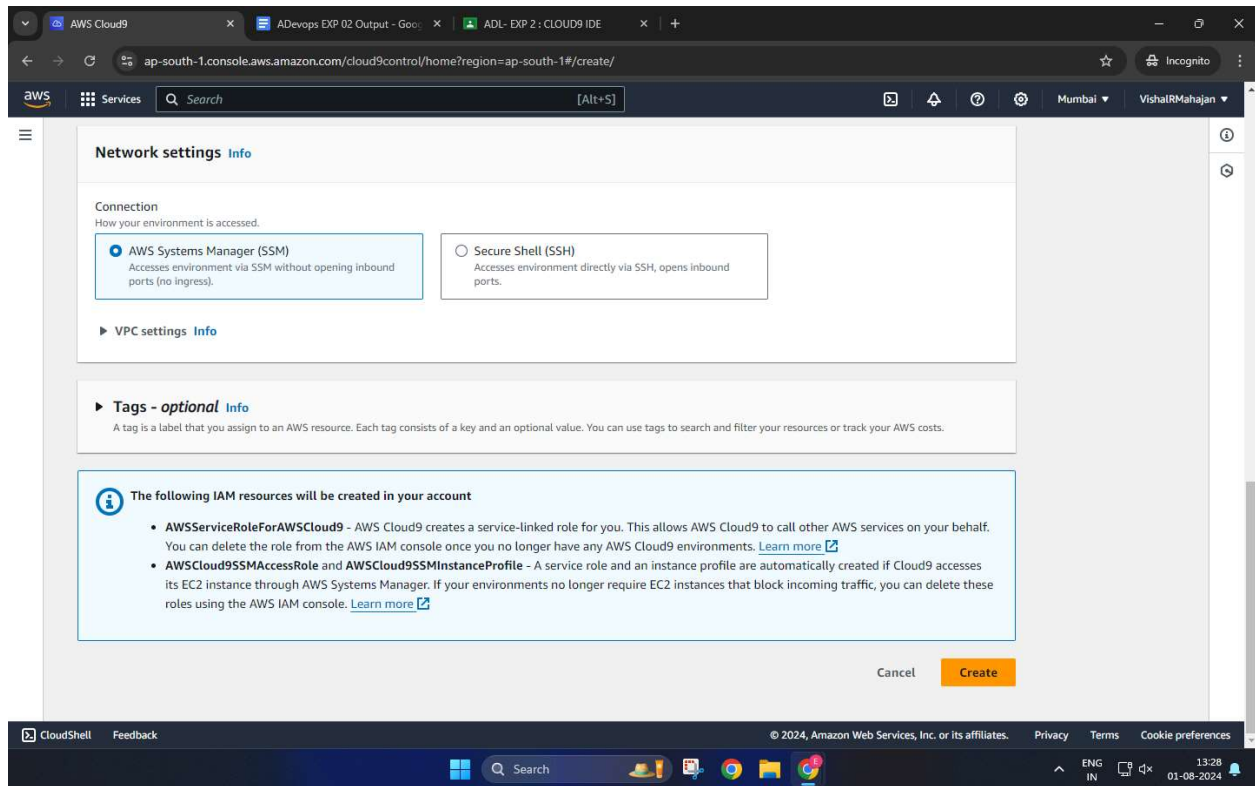 AWS Cloud9
ADevops EXP 02 Output - Goo
ADL- EXP 2 : CLOUD9 IDE
ap-south-1.console.aws.amazon.com/cloud9control/home?region=ap-south-1#/create/
Incognito
aws Services Search [Alt+S] Mumbai VishalRMahajan
Network settings Info
Connection
How your environment is accessed.
AWS Systems Manager (SSM)
Accesses environment via SSM without opening inbound
ports (no ingress).
Secure Shell (SSH)
Accesses environment directly via SSH, opens inbound
ports.
VPC settings Info
Tags - optional Info
A tag is a label that you assign to an AWS resource. Each tag consists of a key and an optional value. You can use tags to search and filter your resources or track your AWS costs.
The following IAM resources will be created in your account
• AWSServiceRoleForAWSCloud9 - AWS Cloud9 creates a service-linked role for you. This allows AWS Cloud9 to call other AWS services on your behalf.
You can delete the role from the AWS IAM console once you no longer have any AWS Cloud9 environments. Learn more
• AWSCloud9SSMAccessRole and AWSCloud9SSMInstanceProfile - A service role and an instance profile are automatically created if Cloud9 accesses
its EC2 instance through AWS Systems Manager. If your environments no longer require EC2 instances that block incoming traffic, you can delete these
roles using the AWS IAM console. Learn more
Cancel Create
CloudShell Feedback © 2024, Amazon Web Services, Inc. or its affiliates. Privacy Terms Cookie preferences
Search
ENG
IN
13:28
01-08-2024